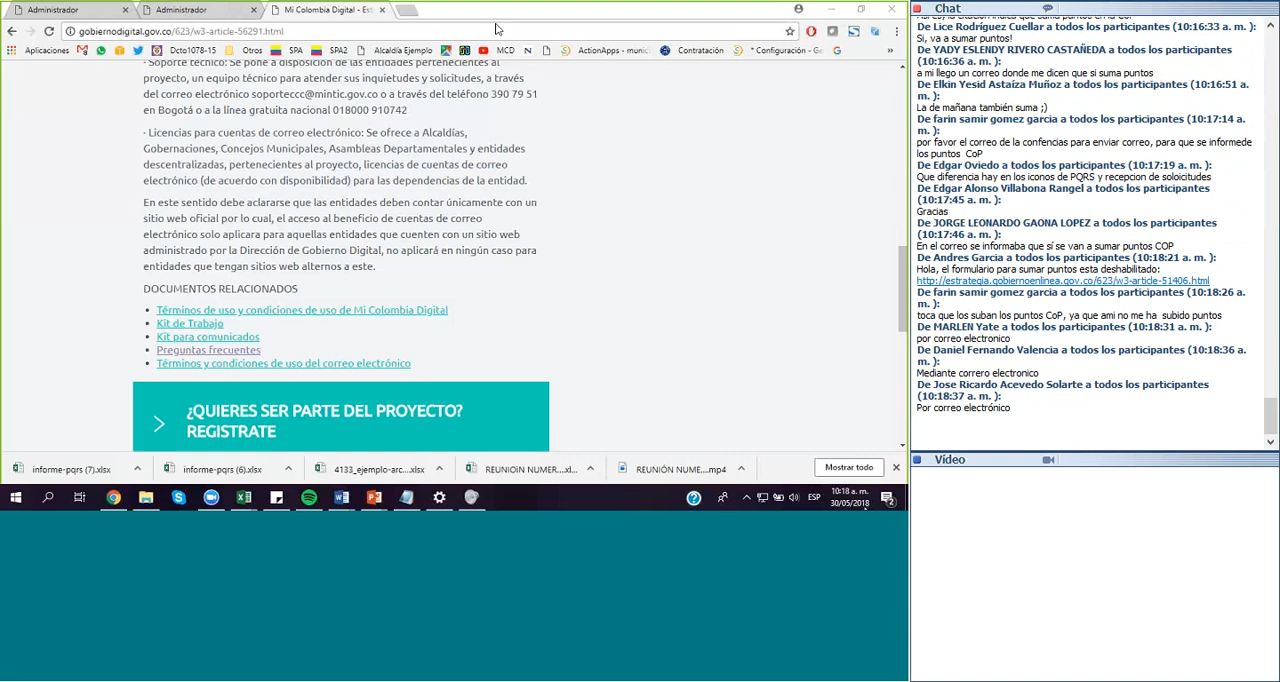 Administrador
Administrador
Mi Colombia Digital - Est
gobiernodigital.gov.co/623/w3-article-56291.html
Aplicaciones
Dcto1078-15
Otros
SPA
SPA2
Alcaldía Ejemplo
MCD
ActionApps - munic
Contratación
* Configuración - Ge
»
· Soporte técnico: Se pone a disposición de las entidades pertenecientes al
proyecto, un equipo técnico para atender sus inquietudes y solicitudes, a través
del correo electrónico soporteccc@mintic.gov.co o a través del teléfono 390 79 51
en Bogotá o a la línea gratuita nacional 018000 910742
· Licencias para cuentas de correo electrónico: Se ofrece a Alcaldías,
Gobernaciones, Concejos Municipales, Asambleas Departamentales y entidades
descentralizadas, pertenecientes al proyecto, licencias de cuentas de correo
electrónico (de acuerdo con disponibilidad) para las dependencias de la entidad.
En este sentido debe aclararse que las entidades deben contar únicamente con un
sitio web oficial por lo cual, el acceso al beneficio de cuentas de correo
electrónico solo aplicara para aquellas entidades que cuenten con un sitio web
administrado por la Dirección de Gobierno Digital, no aplicará en ningún caso para
entidades que tengan sitios web alternos a este.
DOCUMENTOS RELACIONADOS
• Términos de uso y condiciones de uso de Mi Colombia Digital
• Kit de Trabajo
• Kit para comunicados
• Preguntas frecuentes
• Términos y condiciones de uso del correo electrónico
¿QUIERES SER PARTE DEL PROYECTO?
REGISTRATE
informe-pqrs (7).xlsx
informe-pqrs (6).xlsx
4133_ejemplo-arc....xlsx
REUNIOìN NUMER....xl...
REUNIÓN NUME....mp4
Mostrar todo
ESP
10:18 a. m.
30/05/2018
2
Chat
De Lice Rodríguez Cuellar a todos los participantes (10:16:33 a. m. ):
Si, va a sumar puntos!
De YADY ESLENDY RIVERO CASTAÑEDA a todos los participantes
(10:16:36 a. m. ):
a mi llego un correo donde me dicen que si suma puntos
De Elkin Yesid Astaíza Muñoz a todos los participantes (10:16:51 a.
m. ):
La de mañana también suma ;)
De farin samir gomez garcia a todos los participantes (10:17:14 a.
m. ):
por favor el correo de la confencias para enviar correo, para que se informede
los puntos CoP
De Edgar Oviedo a todos los participantes (10:17:19 a. m. ):
Que diferencia hay en los iconos de PQRS y recepcion de soloicitudes
De Edgar Alonso Villabona Rangel a todos los participantes
(10:17:45 a. m. ):
Gracias
De JORGE LEONARDO GAONA LOPEZ a todos los participantes
(10:17:46 a. m. ):
En el correo se informaba que sí se van a sumar puntos COP
De Andres Garcia a todos los participantes (10:18:21 a. m. ):
Hola, el formulario para sumar puntos esta deshabilitado:
http://estrategia.gobiernoenlinea.gov.co/623/w3-article-51406.html
De farin samir gomez garcia a todos los participantes (10:18:26 a.
m. ):
toca que los suban los puntos CoP, ya que ami no me ha subido puntos
De MARLEN Yate a todos los participantes (10:18:31 a. m. ):
por correo electronico
De Daniel Fernando Valencia a todos los participantes (10:18:36 a.
m. ):
Mediante correro electronico
De Jose Ricardo Acevedo Solarte a todos los participantes
(10:18:37 a. m. ):
Por correo electrónico
Vídeo